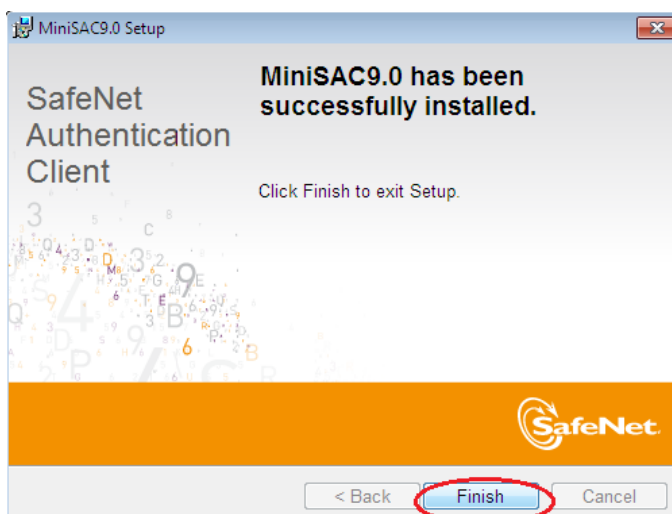 MiniSAC9.0 Setup
SafeNet
Authentication
Client
MiniSAC9.0 has been
successfully installed.
Click Finish to exit Setup.
SafeNet.
< Back
Finish
Cancel